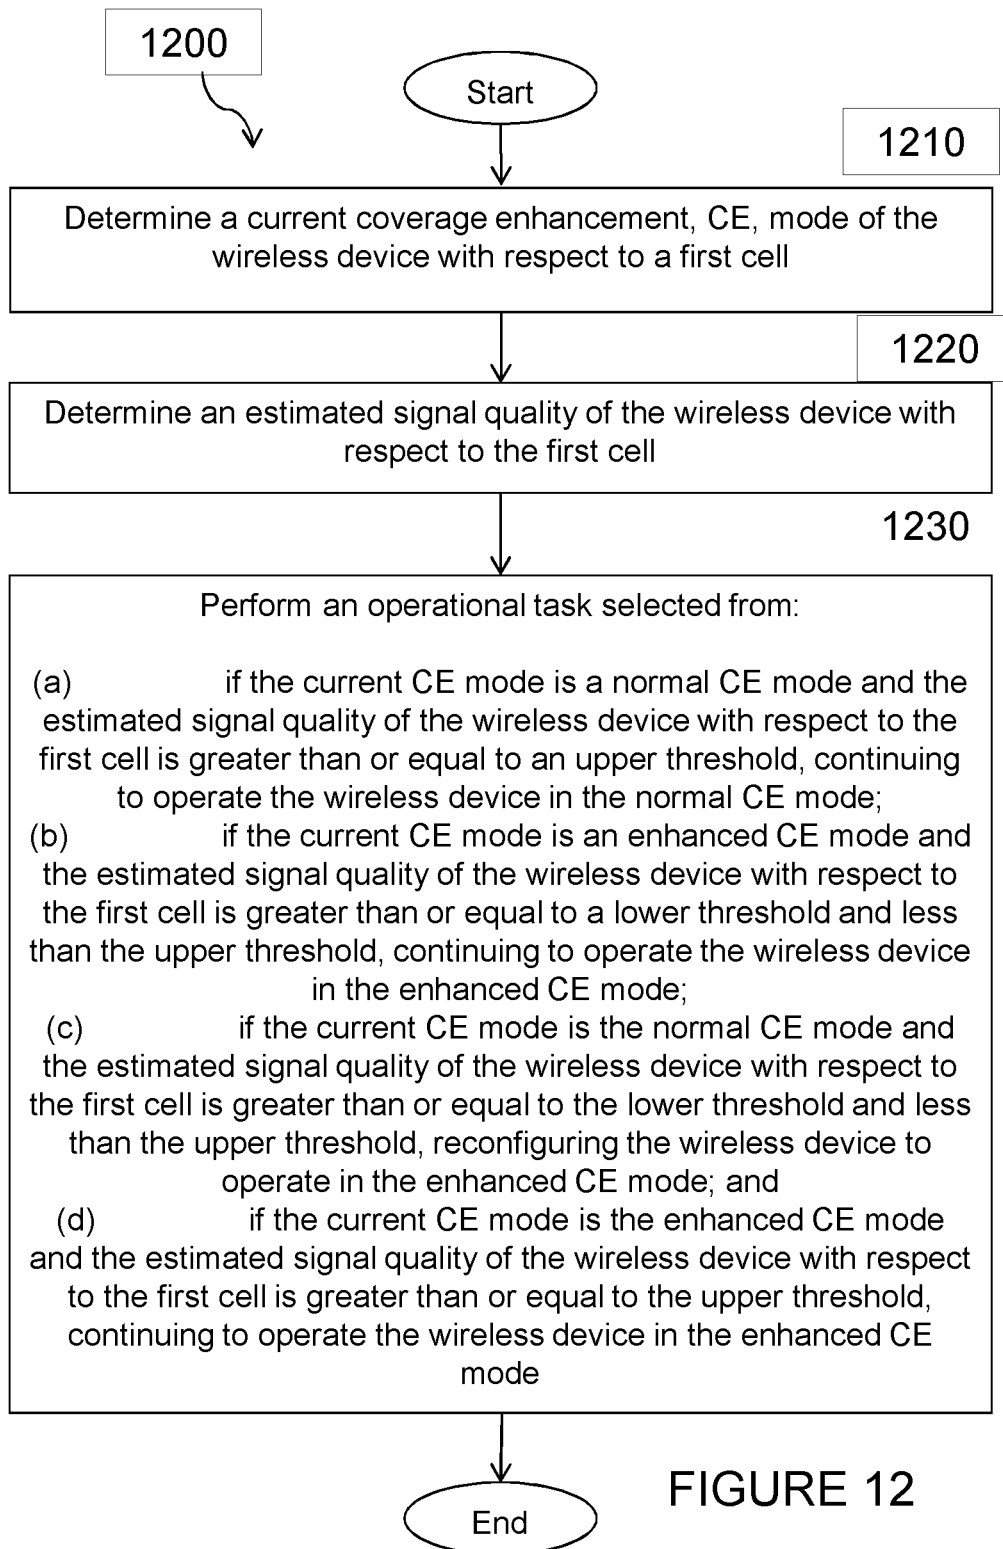 1200
Start
1210
Determine a current coverage enhancement, CE, mode of the
wireless device with respect to a first cell
1220
Determine an estimated signal quality of the wireless device with
respect to the first cell
1230
Perform an operational task selected from:
(a) if the current CE mode is a normal CE mode and the
estimated signal quality of the wireless device with respect to the
first cell is greater than or equal to an upper threshold, continuing
to operate the wireless device in the normal CE mode;
(b) if the current CE mode is an enhanced CE mode and
the estimated signal quality of the wireless device with respect to
the first cell is greater than or equal to a lower threshold and less
than the upper threshold, continuing to operate the wireless device
in the enhanced CE mode;
(c) if the current CE mode is the normal CE mode and
the estimated signal quality of the wireless device with respect to
the first cell is greater than or equal to the lower threshold and less
than the upper threshold, reconfiguring the wireless device to
operate in the enhanced CE mode; and
(d) if the current CE mode is the enhanced CE mode
and the estimated signal quality of the wireless device with respect
to the first cell is greater than or equal to the upper threshold,
continuing to operate the wireless device in the enhanced CE
mode
FIGURE 12
End